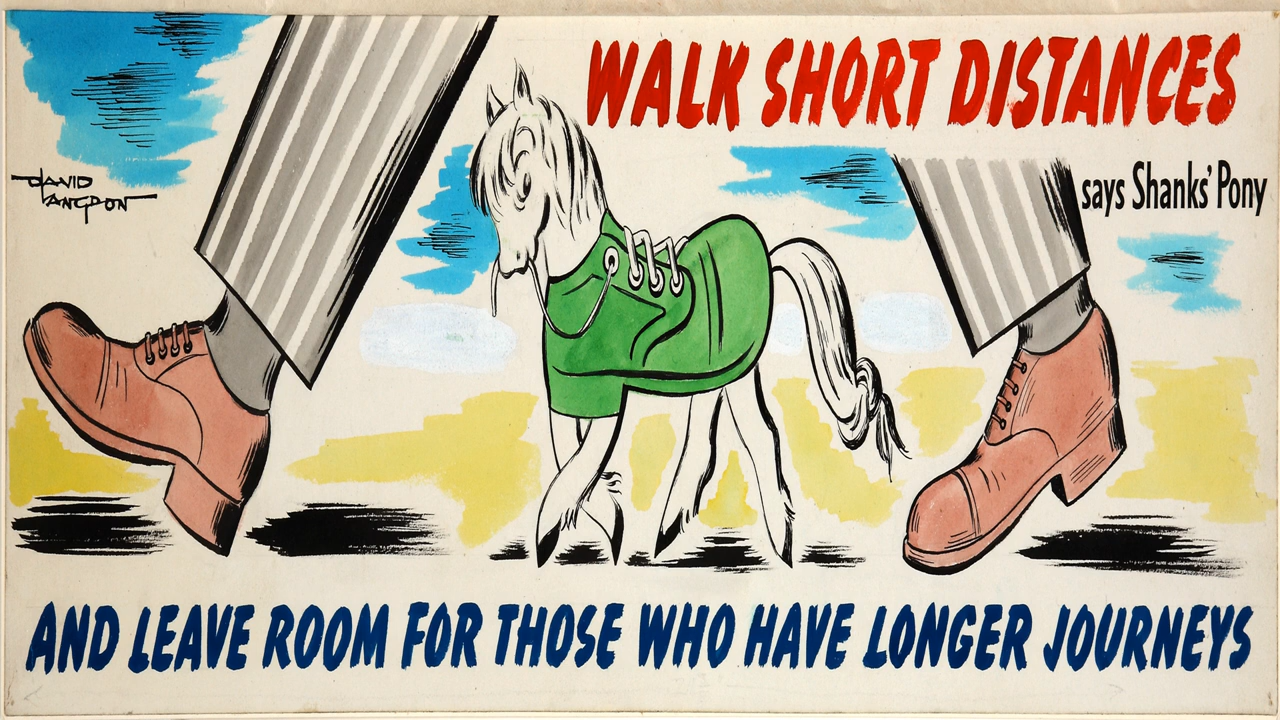 WALK SHORT DISTANCES
says Shanks' Pony
DAVID
LANGDON
AND LEAVE ROOM FOR THOSE WHO HAVE LONGER JOURNEYS